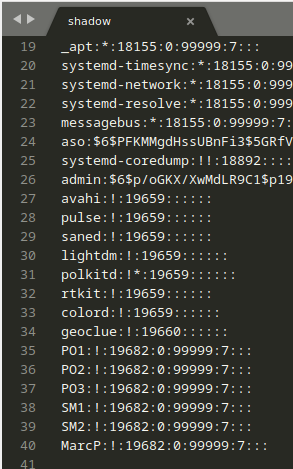 shadow
19 _apt:*:18155:0:99999:7:::
20 systemd-timesync:*:18155:0:99
21 systemd-network:*:18155:0:999
22 systemd-resolve:*:18155:0:999
23 messagebus:*:18155:0:99999:7:
24 aso:$6$PFKMMgdHssUBnFi3$5GRfV
25 systemd-coredump:!!:18892::::
26 admin:$6$p/oGKX/XwMdLR9C1$p19
27 avahi:!:19659::::::
28 pulse:!:19659::::::
29 saned:!:19659::::::
30 lightdm:!:19659::::::
31 polkitd:!*:19659::::::
32 rtkit:!:19659::::::
33 colord:!:19659::::::
34 geoclue:!:19660::::::
35 PO1:!:19682:0:99999:7:::
36 PO2:!:19682:0:99999:7:::
37 PO3:!:19682:0:99999:7:::
38 SM1:!:19682:0:99999:7:::
39 SM2:!:19682:0:99999:7:::
40 MarcP:!:19682:0:99999:7:::
41